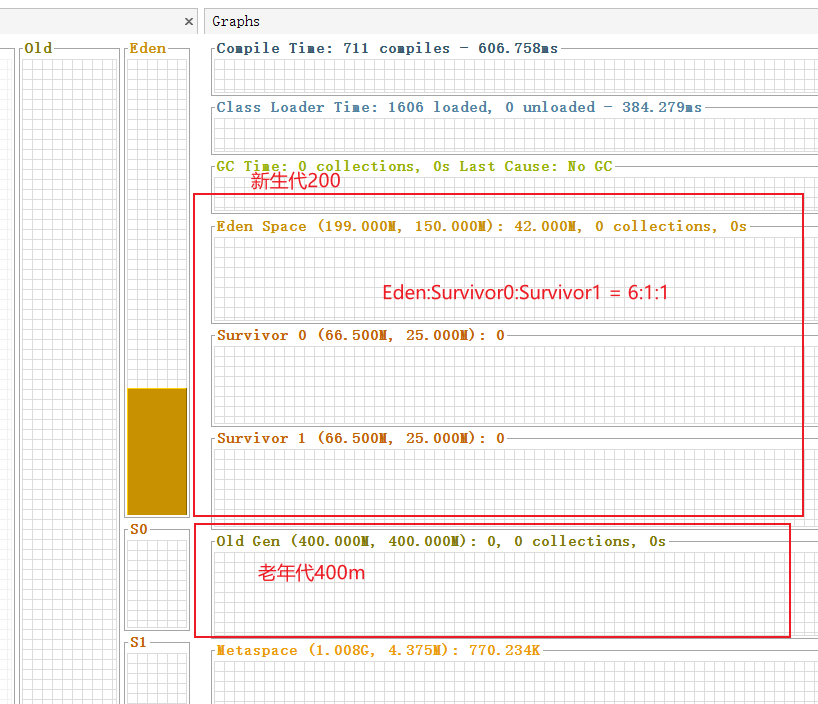 × Graphs
Old
Eden
Compile Time: 711 compiles - 606.758ms
Class Loader Time: 1606 loaded, 0 unloaded - 384.279ms
GC Time: 0 collections, 0s Last Cause: No GC
新生代200
Eden Space (199.000M, 150.000M): 42.000M, 0 collections, 0s
Eden:Survivor0:Survivor1 = 6:1:1
Survivor 0 (66.500M, 25.000M): 0
Survivor 1 (66.500M, 25.000M): 0
S0
Old Gen (400.000M, 400.000M): 0, 0 collections, 0s
老年代400m
S1
Metaspace (1.008G, 4.375M): 770.234K